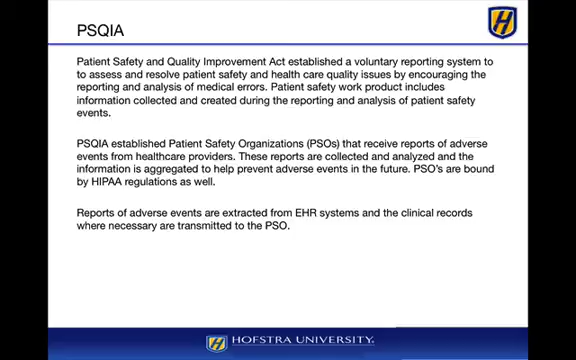 PSQIA
Patient Safety and Quality Improvement Act established a voluntary reporting system to
to assess and resolve patient safety and health care quality issues by encouraging the
reporting and analysis of medical errors. Patient safety work product includes
information collected and created during the reporting and analysis of patient safety
events.
PSQIA established Patient Safety Organizations (PSOs) that receive reports of adverse
events from healthcare providers. These reports are collected and analyzed and the
information is aggregated to help prevent adverse events in the future. PSO's are bound
by HIPAA regulations as well.
Reports of adverse events are extracted from EHR systems and the clinical records
where necessary are transmitted to the PSO.
HOFSTRA UNIVERSITY